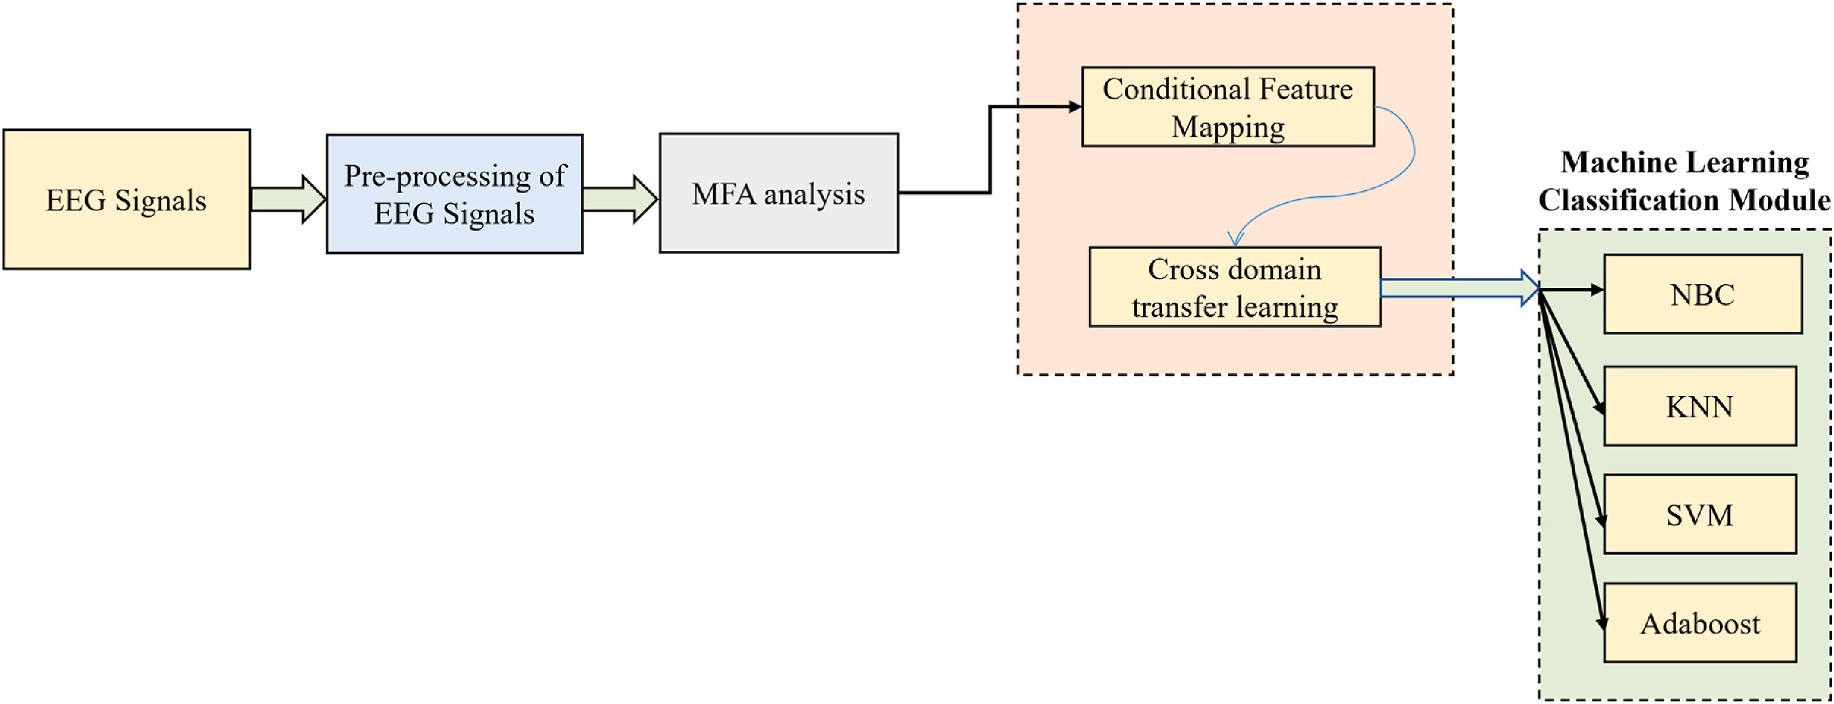 EEG Signals
Pre-processing of
EEG Signals
MFA analysis
Conditional Feature
Mapping
Cross domain
transfer learning
Machine Learning
Classification Module
NBC
KNN
SVM
Adaboost